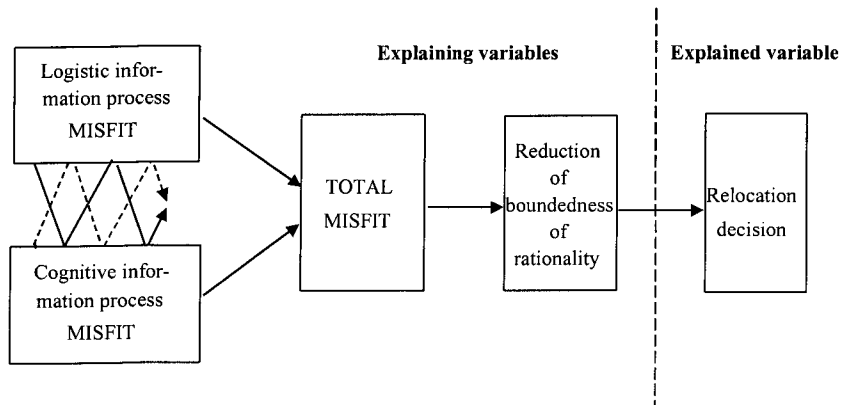 Explaining variables
Explained variable
Logistic infor-
mation process
MISFIT
Cognitive infor-
mation process
MISFIT
TOTAL
MISFIT
Reduction
of
boundedness
of
rationality
Relocation
decision